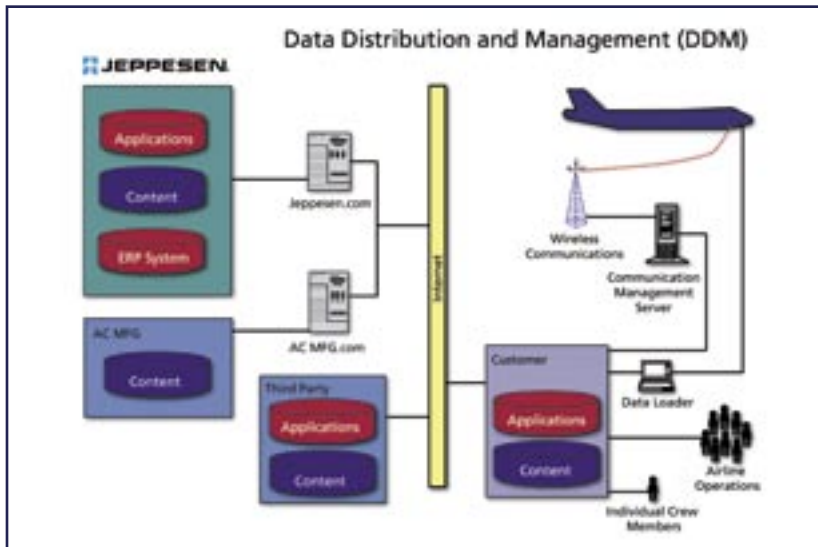 Data Distribution and Management (DDM)
JEPPESEN.
Applications
Content
ERP System
Jeppesen.com
AC MFG
Content
AC MFG.com
Third Party
Applications
Content
Internet
Wireless
Communications
Communication
Management
Server
Customer
Applications
Content
Data Loader
Airline
Operations
Individual Crew
Members